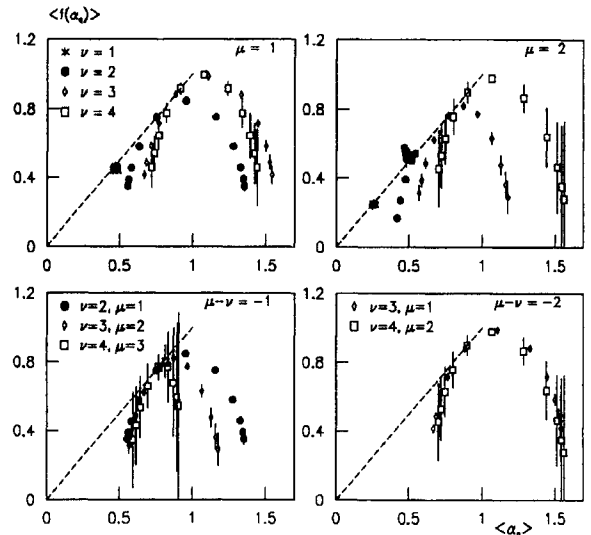 <f(α_q)>
μ = 1
ν = 1
ν = 2
ν = 3
ν = 4
1.2
0.8
0.4
0
0 0.5 1 1.5
μ = 2
1.2
0.8
0.4
0
0 0.5 1 1.5
μ−ν = −1
ν=2, μ=1
ν=3, μ=2
ν=4, μ=3
1.2
0.8
0.4
0
0 0.5 1 1.5
μ−ν = −2
ν=3, μ=1
ν=4, μ=2
1.2
0.8
0.4
0
0 0.5 1 1.5
<α_q>